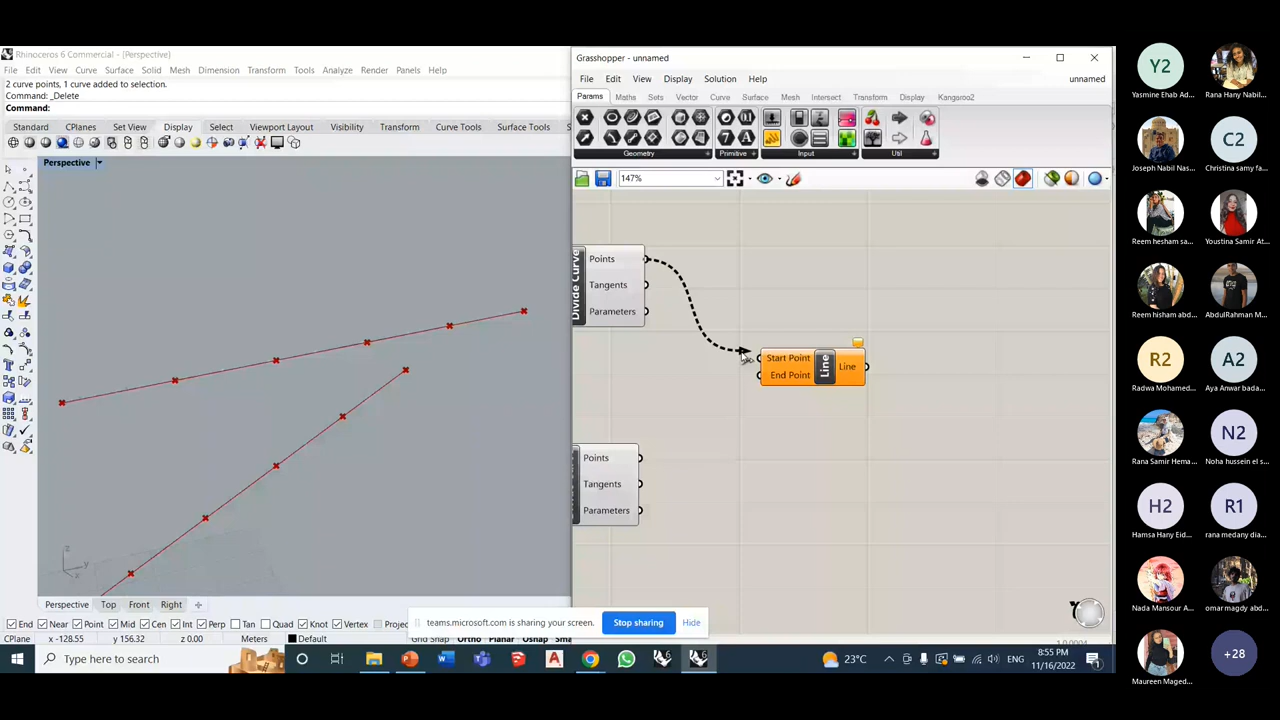 Rhinoceros 6 Commercial - [Perspective]
File Edit View Curve Surface Solid Mesh Dimension Transform Tools Analyze Render Panels Help
2 curve points, 1 curve added to selection.
Command: _Delete
Command:
Standard CPlanes Set View Display Select Viewport Layout Visibility Transform Curve Tools Surface Tools
Perspective
z
y
Perspective Top Front Right
End Near Point Mid Cen Int Perp Tan Quad Knot Vertex Projec
CPlane x -128.55 y 156.32 z 0.00 Meters Default Grid Snap Ortho Planar Osnap
Grasshopper - unnamed
File Edit View Display Solution Help unnamed
Params Maths Sets Vector Curve Surface Mesh Intersect Transform Display Kangaroo2
Geometry Primitive Input Util
147%
Divide Curve
Points
Tangents
Parameters
Start Point
End Point
Line
Line
Points
Tangents
Parameters
1.0.0004
teams.microsoft.com is sharing your screen. Stop sharing Hide
Type here to search
23°C ENG
8:55 PM
11/16/2022
Y2
Yasmine Ehab Ad... Rana Hany Nabil...
C2
Joseph Nabil Nas... Christina samy fa...
Reem hesham sa... Youstina Samir At...
Reem hisham abd... AbdulRahman M...
R2 A2
Radwa Mohamed... Aya Anwar bada...
N2
Rana Samir Hema... Noha hussein el s...
H2 R1
Hamsa Hany Eid... rana medany dia...
Nada Mansour A... omar magdy abd...
+28
Maureen Maged...